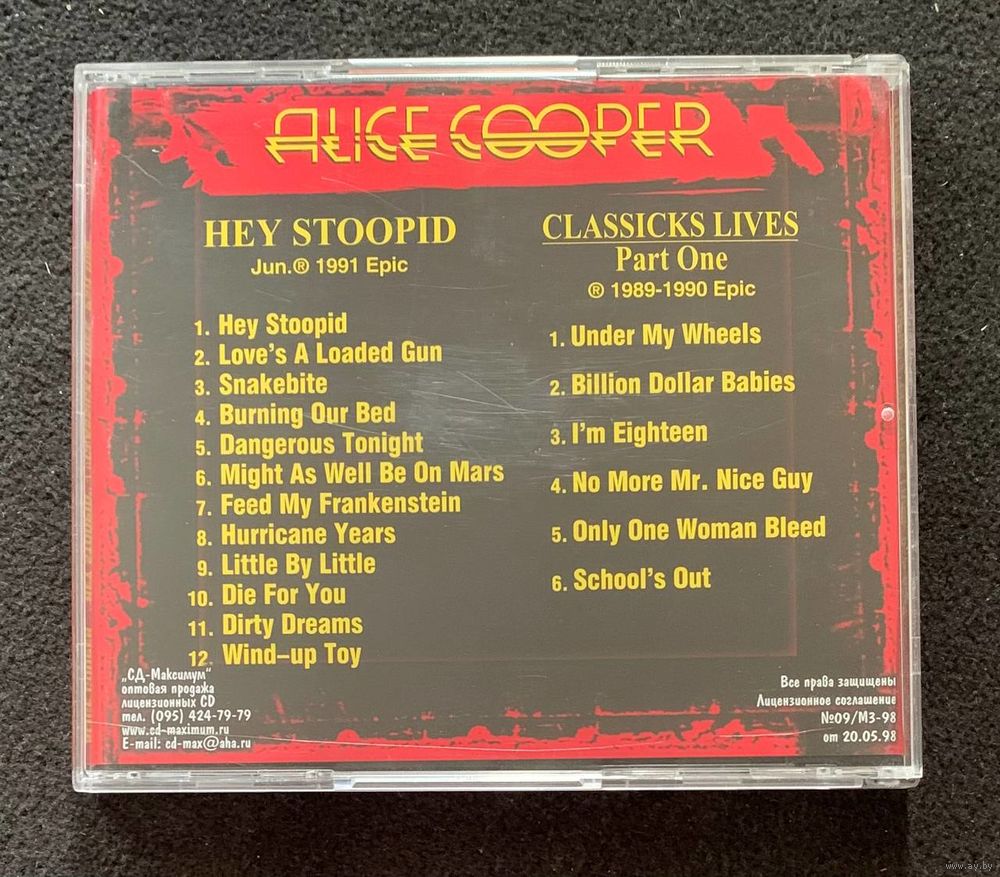 ALICE COOPER
HEY STOOPID
Jun.® 1991 Epic
1. Hey Stoopid
2. Love's A Loaded Gun
3. Snakebite
4. Burning Our Bed
5. Dangerous Tonight
6. Might As Well Be On Mars
7. Feed My Frankenstein
8. Hurricane Years
9. Little By Little
10. Die For You
11. Dirty Dreams
12. Wind-up Toy
CLASSICKS LIVES
Part One
® 1989-1990 Epic
1. Under My Wheels
2. Billion Dollar Babies
3. I'm Eighteen
4. No More Mr. Nice Guy
5. Only One Woman Bleed
6. School's Out
„СД-Максимум"
оптовая продажа
лицензионных CD
тел. (095) 424-79-79
www.cd-maximum.ru
E-mail: cd-max@aha.ru
Все права защищены
Лицензионное соглашение
№09/М3-98
от 20.05.98
www.ay.by